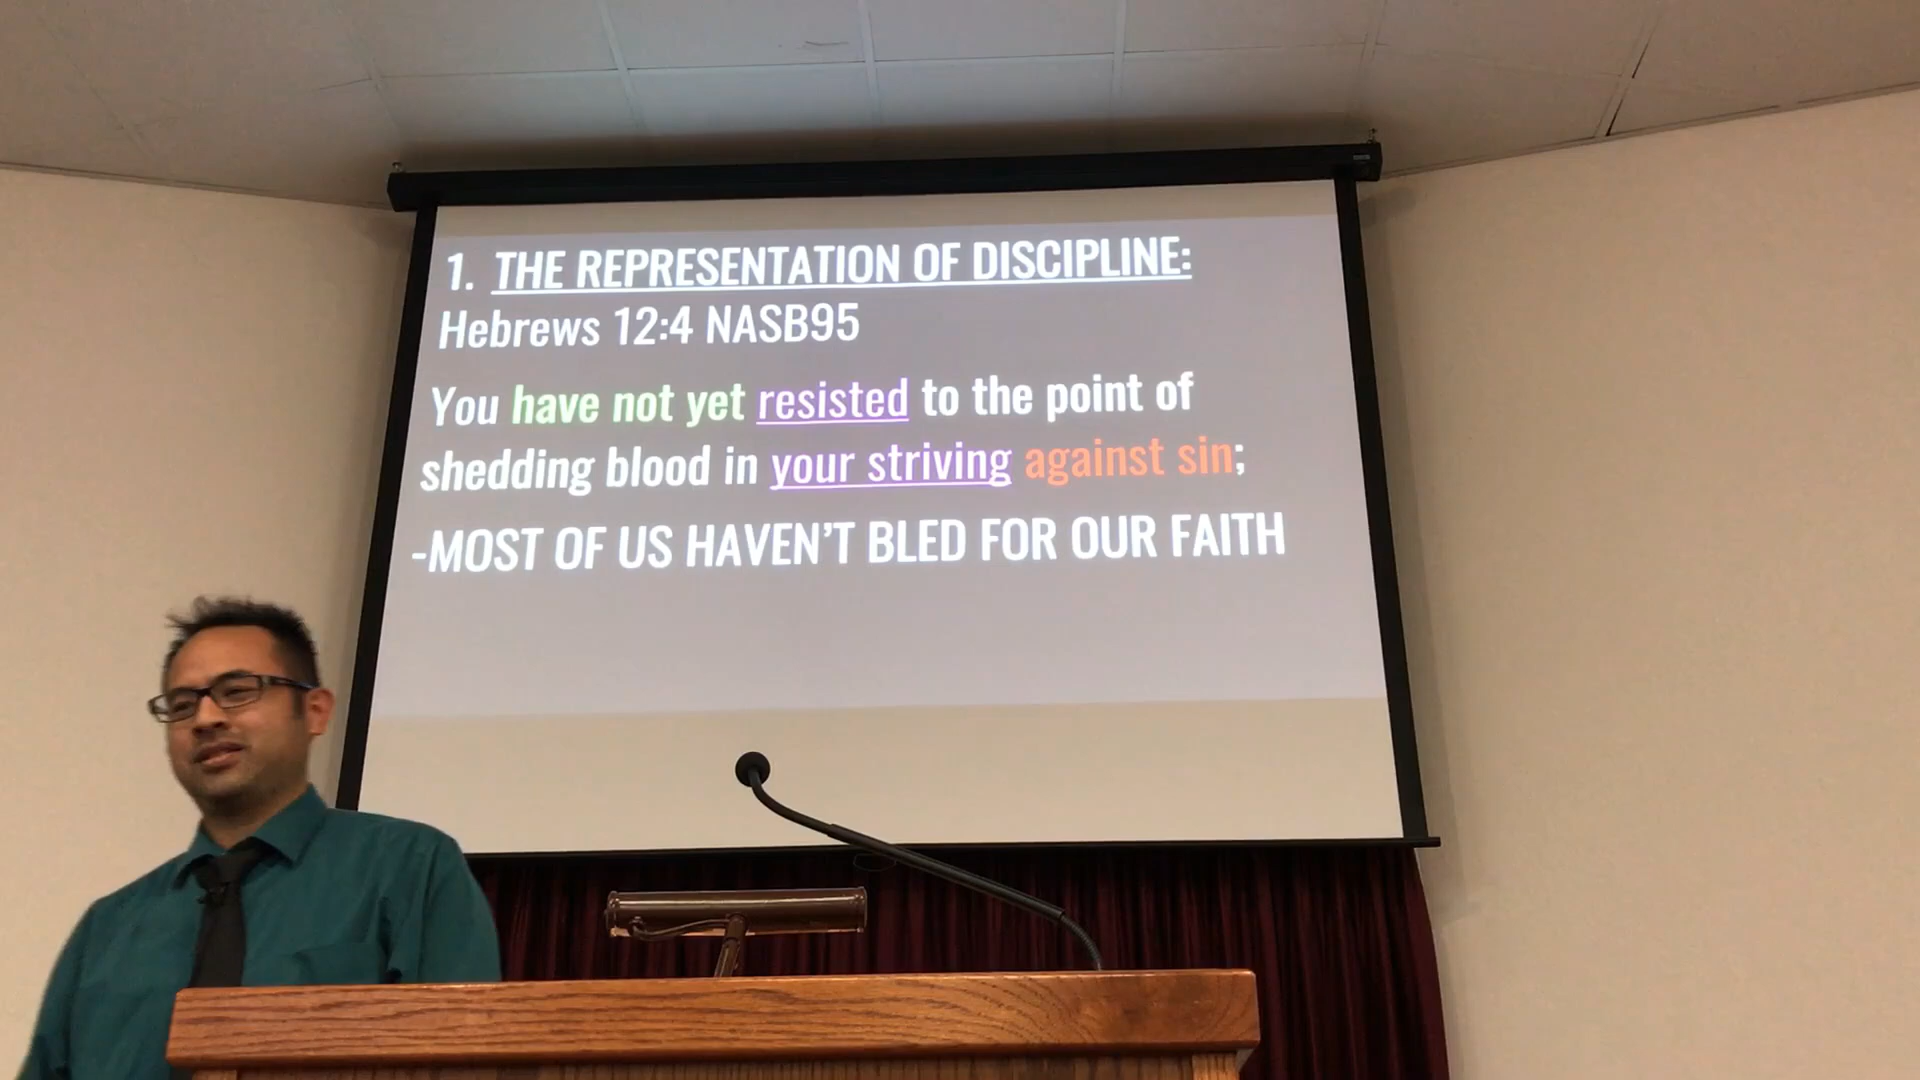 1. THE REPRESENTATION OF DISCIPLINE:
Hebrews 12:4 NASB95
You have not yet resisted to the point of
shedding blood in your striving against sin;
-MOST OF US HAVEN'T BLED FOR OUR FAITH